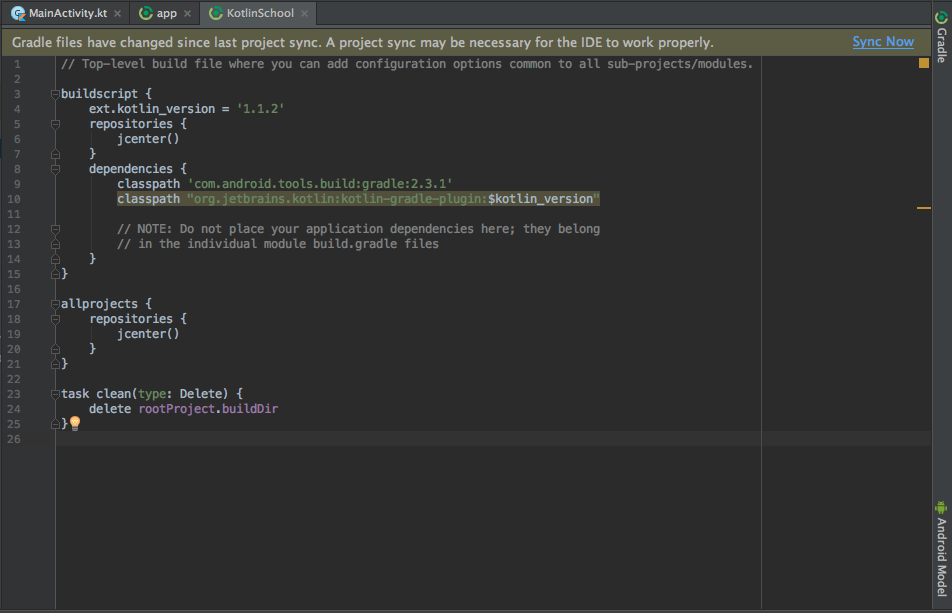 MainActivity.kt × app × KotlinSchool ×
Gradle files have changed since last project sync. A project sync may be necessary for the IDE to work properly. Sync Now
1 // Top-level build file where you can add configuration options common to all sub-projects/modules.
2
3 buildscript {
4 ext.kotlin_version = '1.1.2'
5 repositories {
6 jcenter()
7 }
8 dependencies {
9 classpath 'com.android.tools.build:gradle:2.3.1'
10 classpath "org.jetbrains.kotlin:kotlin-gradle-plugin:$kotlin_version"
11
12 // NOTE: Do not place your application dependencies here; they belong
13 // in the individual module build.gradle files
14 }
15 }
16
17 allprojects {
18 repositories {
19 jcenter()
20 }
21 }
22
23 task clean(type: Delete) {
24 delete rootProject.buildDir
25 }
26
Gradle
Android Model